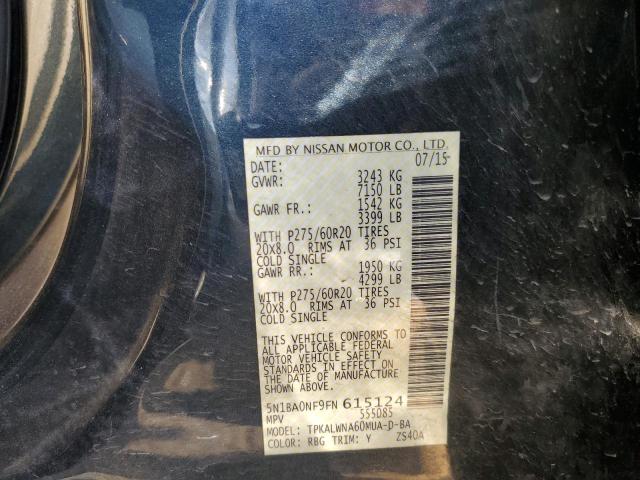 MFD BY NISSAN MOTOR CO., LTD.
DATE: 07/15
GVWR: 3243 KG
7150 LB
GAWR FR.: 1542 KG
3399 LB
WITH P275/60R20 TIRES
20X8.0 RIMS AT 36 PSI
COLD SINGLE
GAWR RR.: 1950 KG
4299 LB
WITH P275/60R20 TIRES
20X8.0 RIMS AT 36 PSI
COLD SINGLE
THIS VEHICLE CONFORMS TO
ALL APPLICABLE FEDERAL
MOTOR VEHICLE SAFETY
STANDARDS IN EFFECT ON
THE DATE OF MANUFACTURE
SHOWN ABOVE.
5N1BA0NF9FN 615124
MPV 555D85
MODEL: TPKALWNA60MUA-D-BA
COLOR: RBG TRIM: Y ZS40A